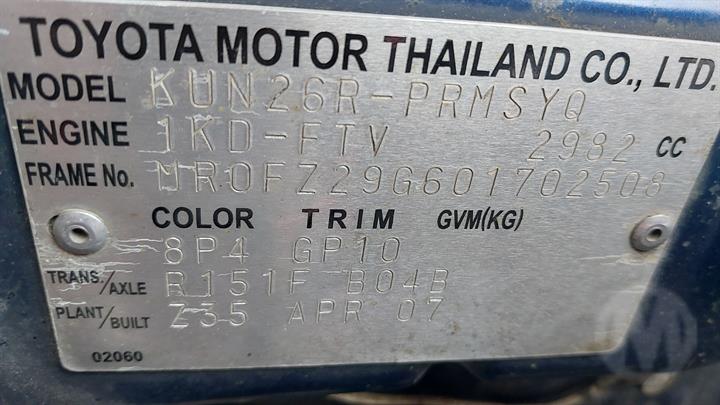 TOYOTA MOTOR THAILAND CO., LTD.
MODEL KUN26R-PRMSYQ
ENGINE 1KD-FTV 2982 CC
FRAME No. MR0FZ29G601702508
COLOR TRIM GVM(KG)
8P4 GP10
TRANS./AXLE R151F B04B
PLANT/BUILT Z35 APR 07
02060
M